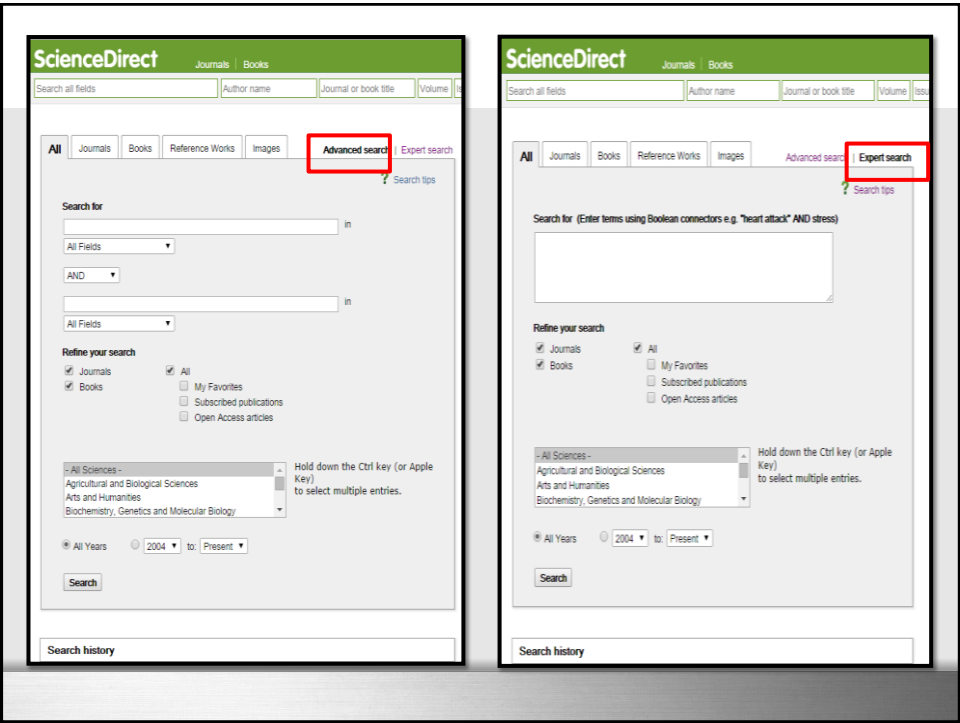 ScienceDirect Journals | Books
Search all fields Author name Journal or book title Volume
All Journals Books Reference Works Images Advanced search | Expert search
? Search tips
Search for
in
All Fields
AND
in
All Fields
Refine your search
Journals All
Books My Favorites
Subscribed publications
Open Access articles
- All Sciences -
Agricultural and Biological Sciences
Arts and Humanities
Biochemistry, Genetics and Molecular Biology
Hold down the Ctrl key (or Apple
Key)
to select multiple entries.
All Years 2004 to: Present
Search
Search history
ScienceDirect Journals | Books
Search all fields Author name Journal or book title Volume Issu
All Journals Books Reference Works Images Advanced search | Expert search
? Search tips
Search for (Enter terms using Boolean connectors e.g. "heart attack" AND stress)
Refine your search
Journals All
Books My Favorites
Subscribed publications
Open Access articles
- All Sciences -
Agricultural and Biological Sciences
Arts and Humanities
Biochemistry, Genetics and Molecular Biology
Hold down the Ctrl key (or Apple
Key)
to select multiple entries.
All Years 2004 to: Present
Search
Search history